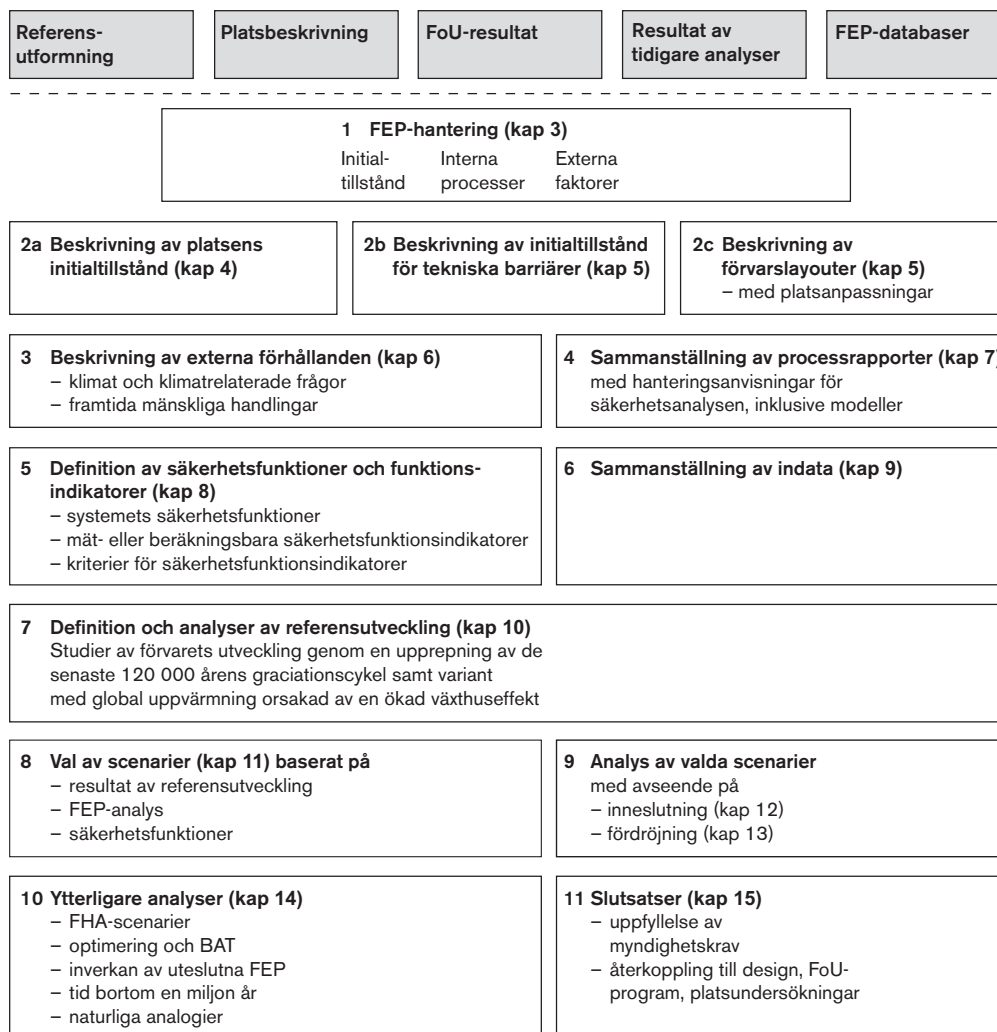 Referens-
utformning
Platsbeskrivning
FoU-resultat
Resultat av
tidigare analyser
FEP-databaser
1 FEP-hantering (kap 3)
Initial-
tillstånd
Interna
processer
Externa
faktorer
2a Beskrivning av platsens
initialtillstånd (kap 4)
2b Beskrivning av initialtillstånd
för tekniska barriärer (kap 5)
2c Beskrivning av
förvarslayouter (kap 5)
– med platsanpassningar
3 Beskrivning av externa förhållanden (kap 6)
– klimat och klimatrelaterade frågor
– framtida mänskliga handlingar
4 Sammanställning av processrapporter (kap 7)
med hanteringsanvisningar för
säkerhetsanalysen, inklusive modeller
5 Definition av säkerhetsfunktioner och funktions-
indikatorer (kap 8)
– systemets säkerhetsfunktioner
– mät- eller beräkningsbara säkerhetsfunktionsindikatorer
– kriterier för säkerhetsfunktionsindikatorer
6 Sammanställning av indata (kap 9)
7 Definition och analyser av referensutveckling (kap 10)
Studier av förvarets utveckling genom en upprepning av de
senaste 120 000 årens graciationscykel samt variant
med global uppvärmning orsakad av en ökad växthuseffekt
8 Val av scenarier (kap 11) baserat på
– resultat av referensutveckling
– FEP-analys
– säkerhetsfunktioner
9 Analys av valda scenarier
med avseende på
– inneslutning (kap 12)
– fördröjning (kap 13)
10 Ytterligare analyser (kap 14)
– FHA-scenarier
– optimering och BAT
– inverkan av uteslutna FEP
– tid bortom en miljon år
– naturliga analogier
11 Slutsatser (kap 15)
– uppfyllelse av
myndighetskrav
– återkoppling till design, FoU-
program, platsundersökningar